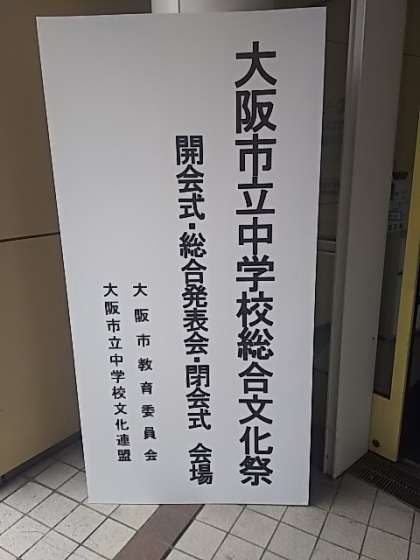 大阪市立中学校総合文化祭
開会式・総合発表会・閉会式 会場
大阪市教育委員会
大阪市立中学校文化連盟